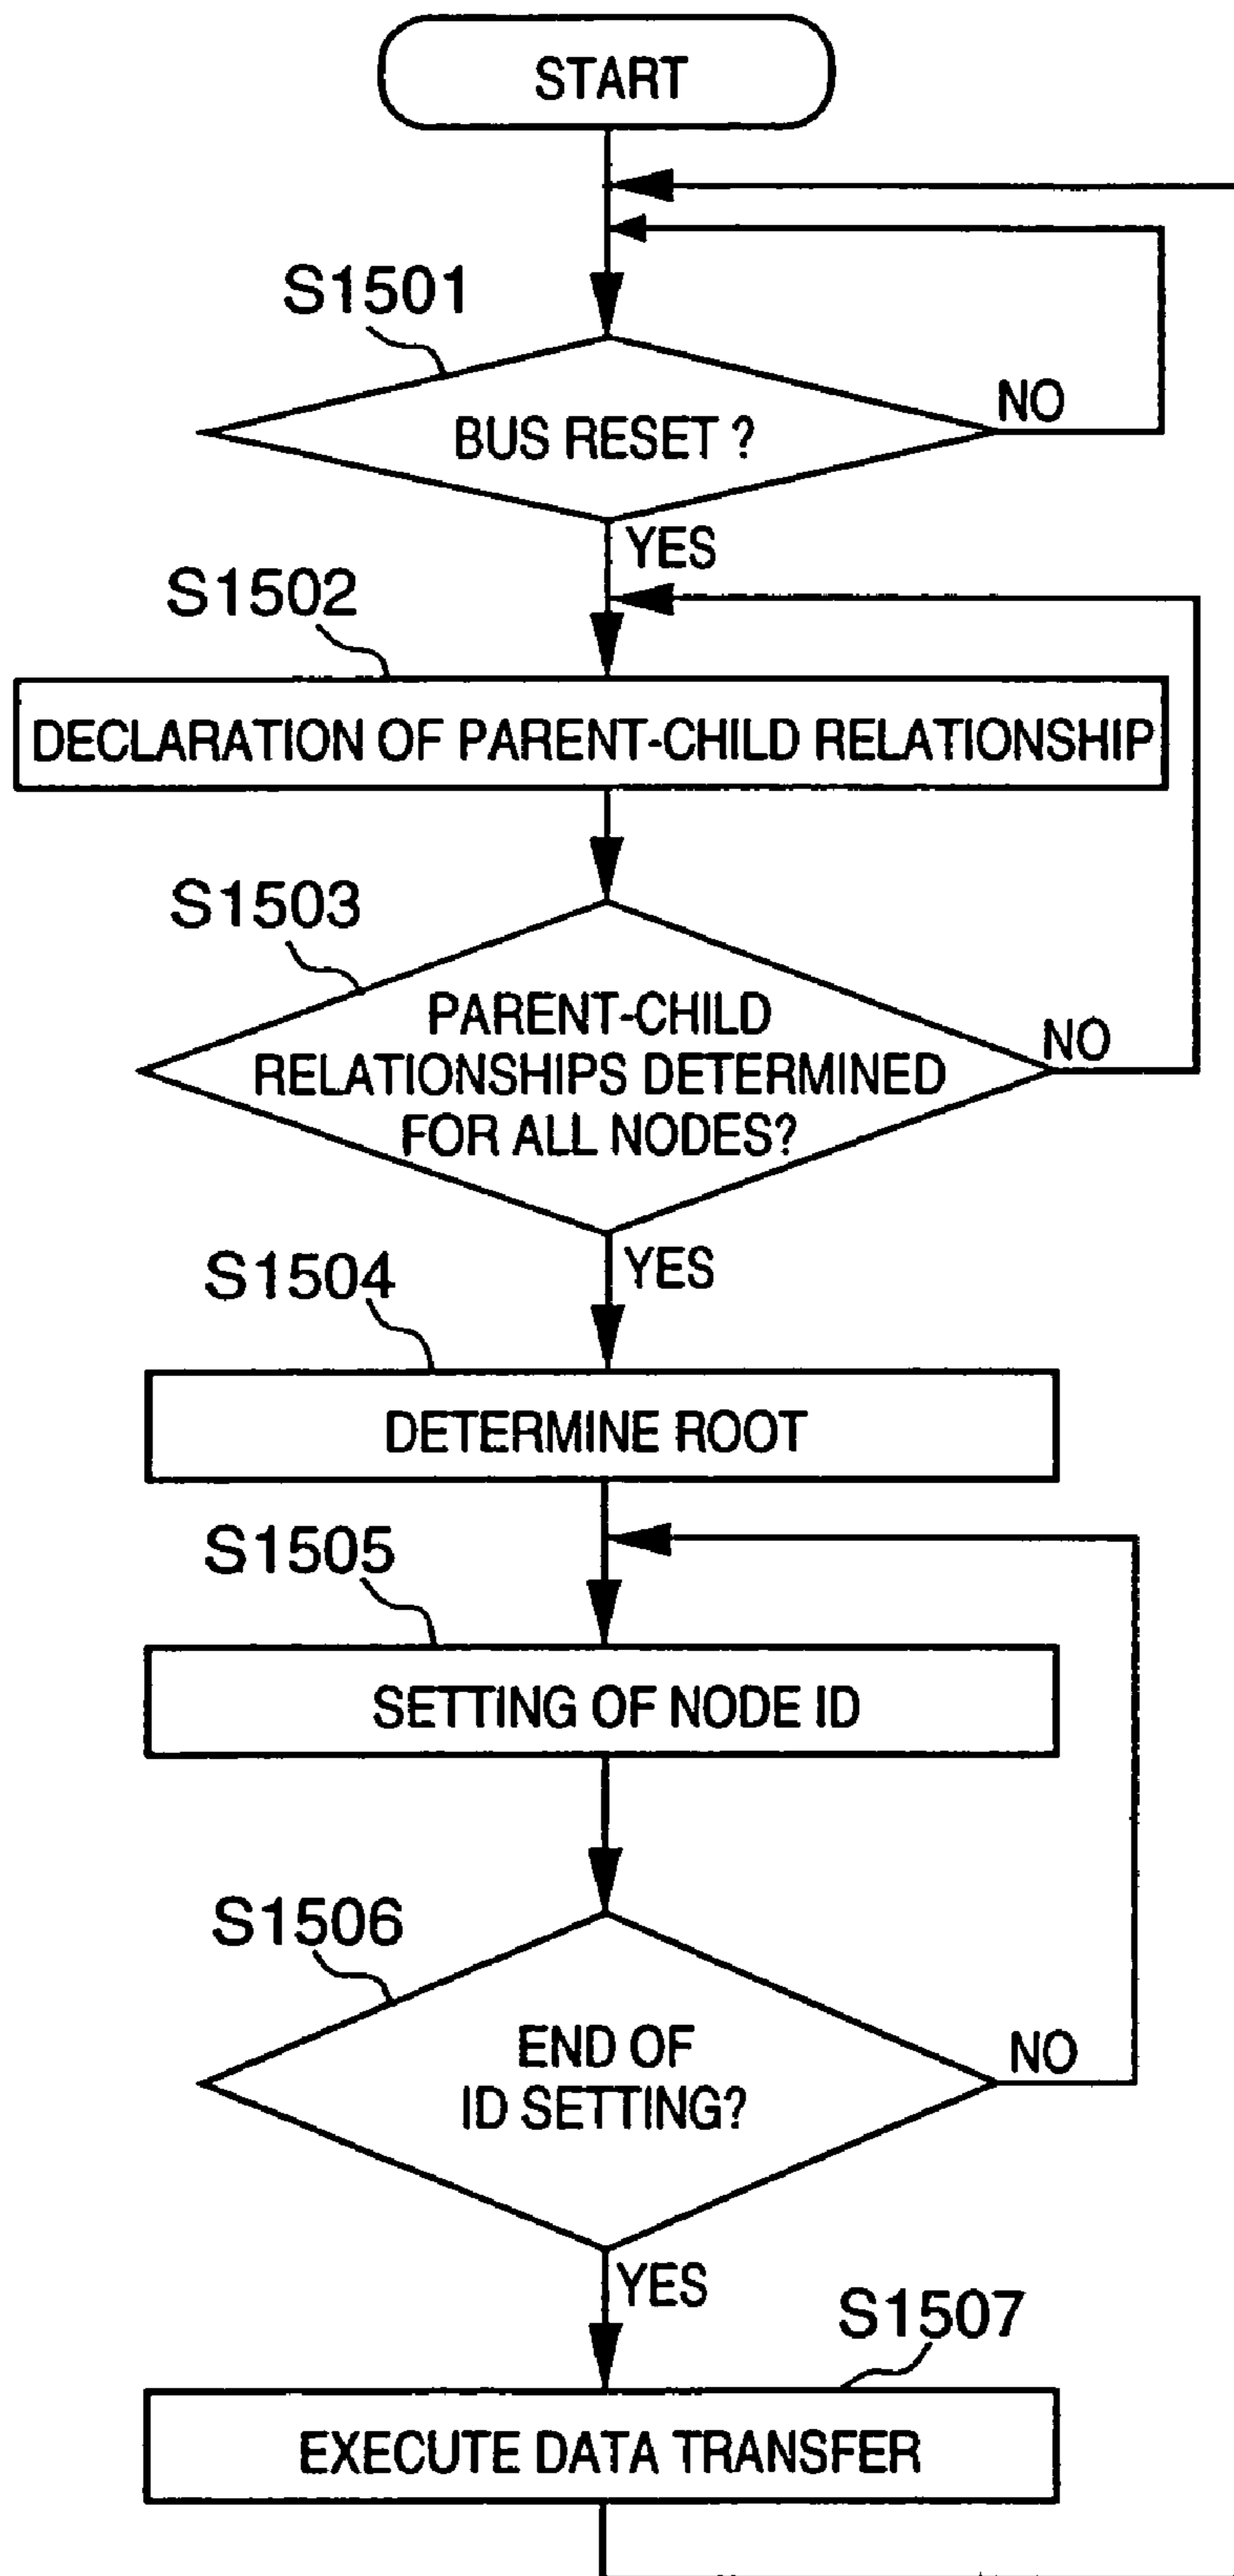 START
S1501
BUS RESET ?
NO
YES
S1502
DECLARATION OF PARENT-CHILD RELATIONSHIP
S1503
PARENT-CHILD
RELATIONSHIPS DETERMINED
FOR ALL NODES?
NO
YES
S1504
DETERMINE ROOT
S1505
SETTING OF NODE ID
S1506
END OF
ID SETTING?
NO
YES
S1507
EXECUTE DATA TRANSFER